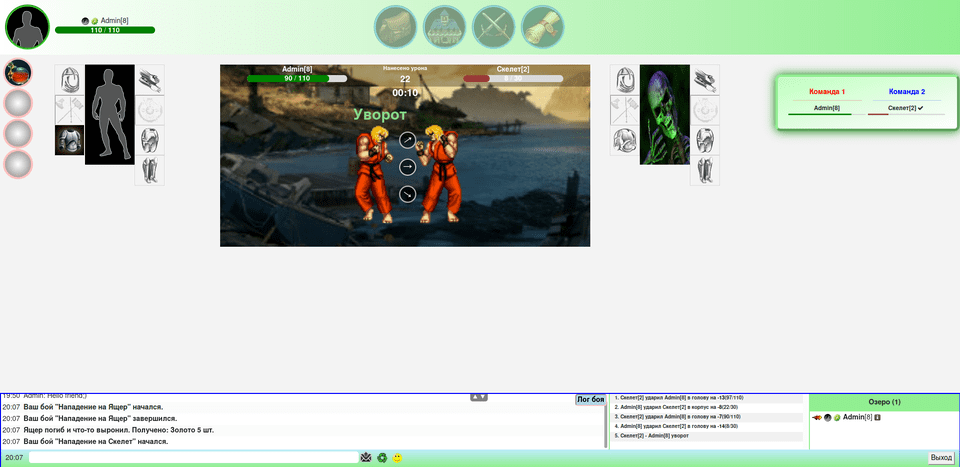 Admin[8]
110 / 110
Admin[8]
Нанесено урона
Скелет[2]
90 / 110
22
00:10
Уворот
Команда 1
Команда 2
Admin[8]
Скелет[2]
19:50 Admin: Hello friend;)
20:07 Ваш бой "Нападение на Ящер" начался.
20:07 Ваш бой "Нападение на Ящер" завершился.
20:07 Ящер погиб и что-то выронил. Получено: Золото 5 шт.
20:07 Ваш бой "Нападение на Скелет" начался.
Лог боя
1. Скелет[2] ударил Admin[8] в голову на -13(97/110)
2. Admin[8] ударил Скелет[2] в корпус на -8(22/30)
3. Скелет[2] ударил Admin[8] в голову на -7(90/110)
4. Admin[8] ударил Скелет[2] в голову на -14(8/30)
5. Скелет[2] - Admin[8] уворот
Озеро (1)
Admin[8]
20:07
Выход